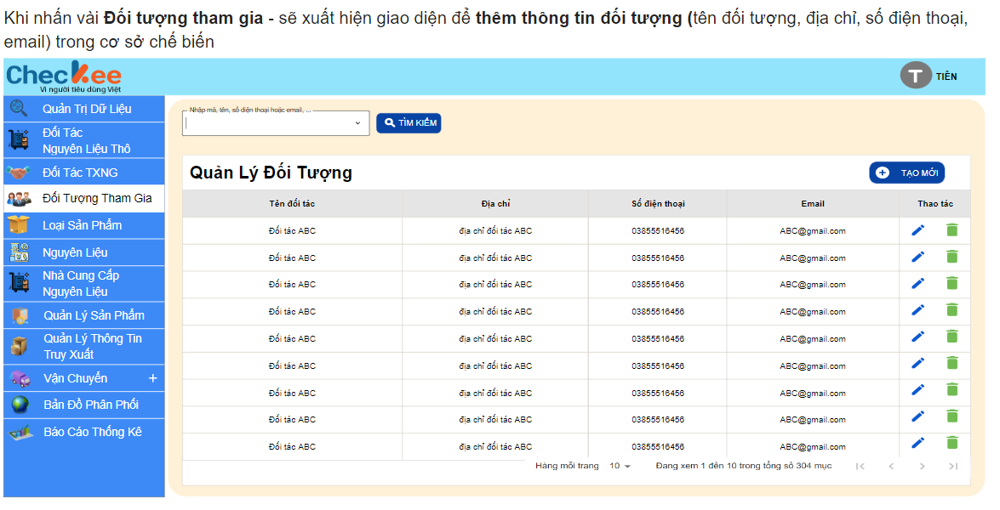 Khi nhấn vài Đối tượng tham gia - sẽ xuất hiện giao diện để thêm thông tin đối tượng (tên đối tượng, địa chỉ, số điện thoại,
email) trong cơ sở chế biến
CheckKee
Vì người tiêu dùng Việt
T TIÊN
Quản Trị Dữ Liệu
Đối Tác
Nguyên Liệu Thô
Đối Tác TXNG
Đối Tượng Tham Gia
Loại Sản Phẩm
Nguyên Liệu
Nhà Cung Cấp
Nguyên Liệu
Quản Lý Sản Phẩm
Quản Lý Thông Tin
Truy Xuất
Vận Chuyển +
Bản Đồ Phân Phối
Báo Cáo Thống Kê
Nhập mã, tên, số điện thoại hoặc email, ...
TÌM KIẾM
Quản Lý Đối Tượng
TẠO MỚI
Tên đối tác Địa chỉ Số điện thoại Email Thao tác
Đối tác ABC địa chỉ đối tác ABC 03855516456 ABC@gmail.com
Đối tác ABC địa chỉ đối tác ABC 03855516456 ABC@gmail.com
Đối tác ABC địa chỉ đối tác ABC 03855516456 ABC@gmail.com
Đối tác ABC địa chỉ đối tác ABC 03855516456 ABC@gmail.com
Đối tác ABC địa chỉ đối tác ABC 03855516456 ABC@gmail.com
Đối tác ABC địa chỉ đối tác ABC 03855516456 ABC@gmail.com
Đối tác ABC địa chỉ đối tác ABC 03855516456 ABC@gmail.com
Đối tác ABC địa chỉ đối tác ABC 03855516456 ABC@gmail.com
Đối tác ABC địa chỉ đối tác ABC 03855516456 ABC@gmail.com
Hàng mỗi trang 10 Đang xem 1 đến 10 trong tổng số 304 mục